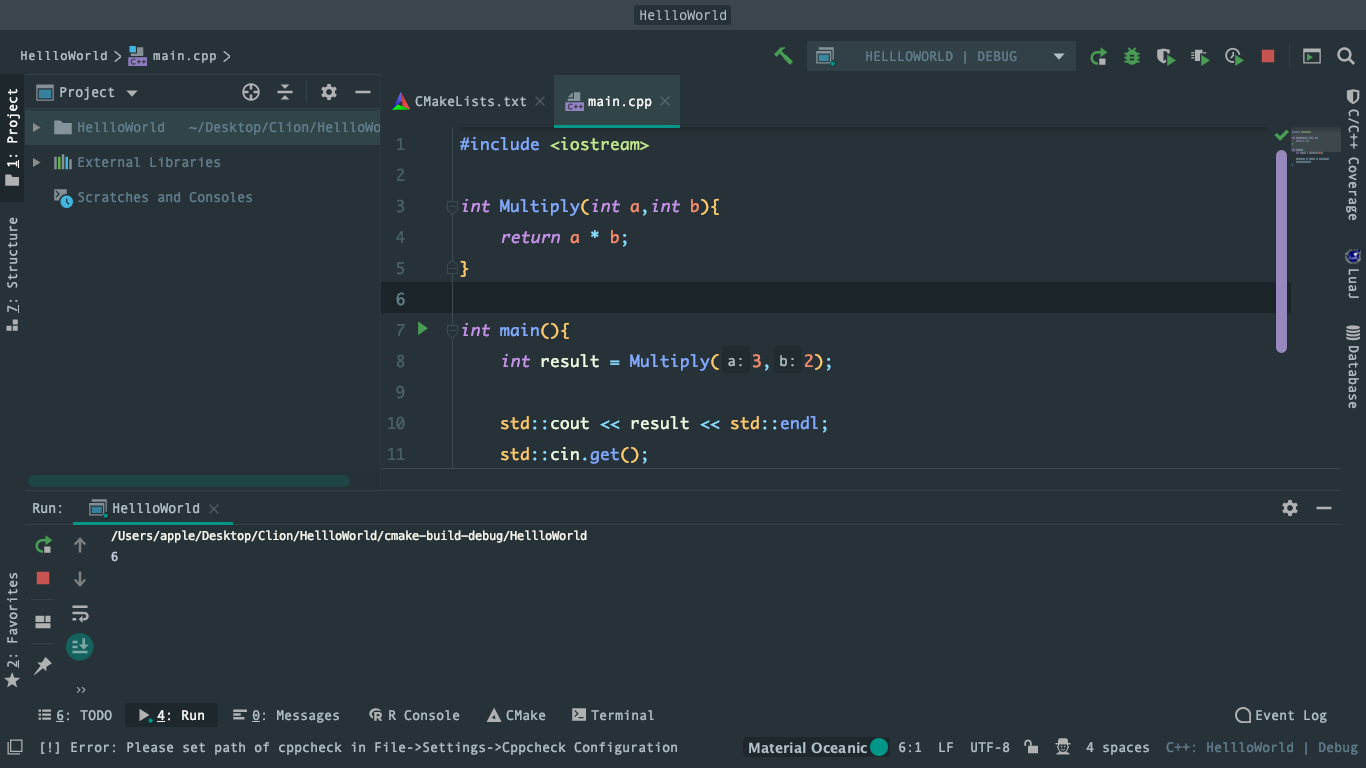 HellloWorld
HellloWorld > main.cpp >
HELLLOWORLD | DEBUG
1: Project
Project
HellloWorld ~/Desktop/Clion/HellloWo
External Libraries
Scratches and Consoles
Z: Structure
2: Favorites
CMakeLists.txt × main.cpp ×
1 #include <iostream>
2
3 int Multiply(int a,int b){
4 return a * b;
5 }
6
7 int main(){
8 int result = Multiply( a: 3, b: 2);
9
10 std::cout << result << std::endl;
11 std::cin.get();
C/C++ Coverage
LuaJ
Database
Run: HellloWorld ×
/Users/apple/Desktop/Clion/HellloWorld/cmake-build-debug/HellloWorld
6
»
6: TODO 4: Run 0: Messages R Console CMake Terminal Event Log
[!] Error: Please set path of cppcheck in File->Settings->Cppcheck Configuration Material Oceanic 6:1 LF UTF-8 4 spaces C++: HellloWorld | Debug